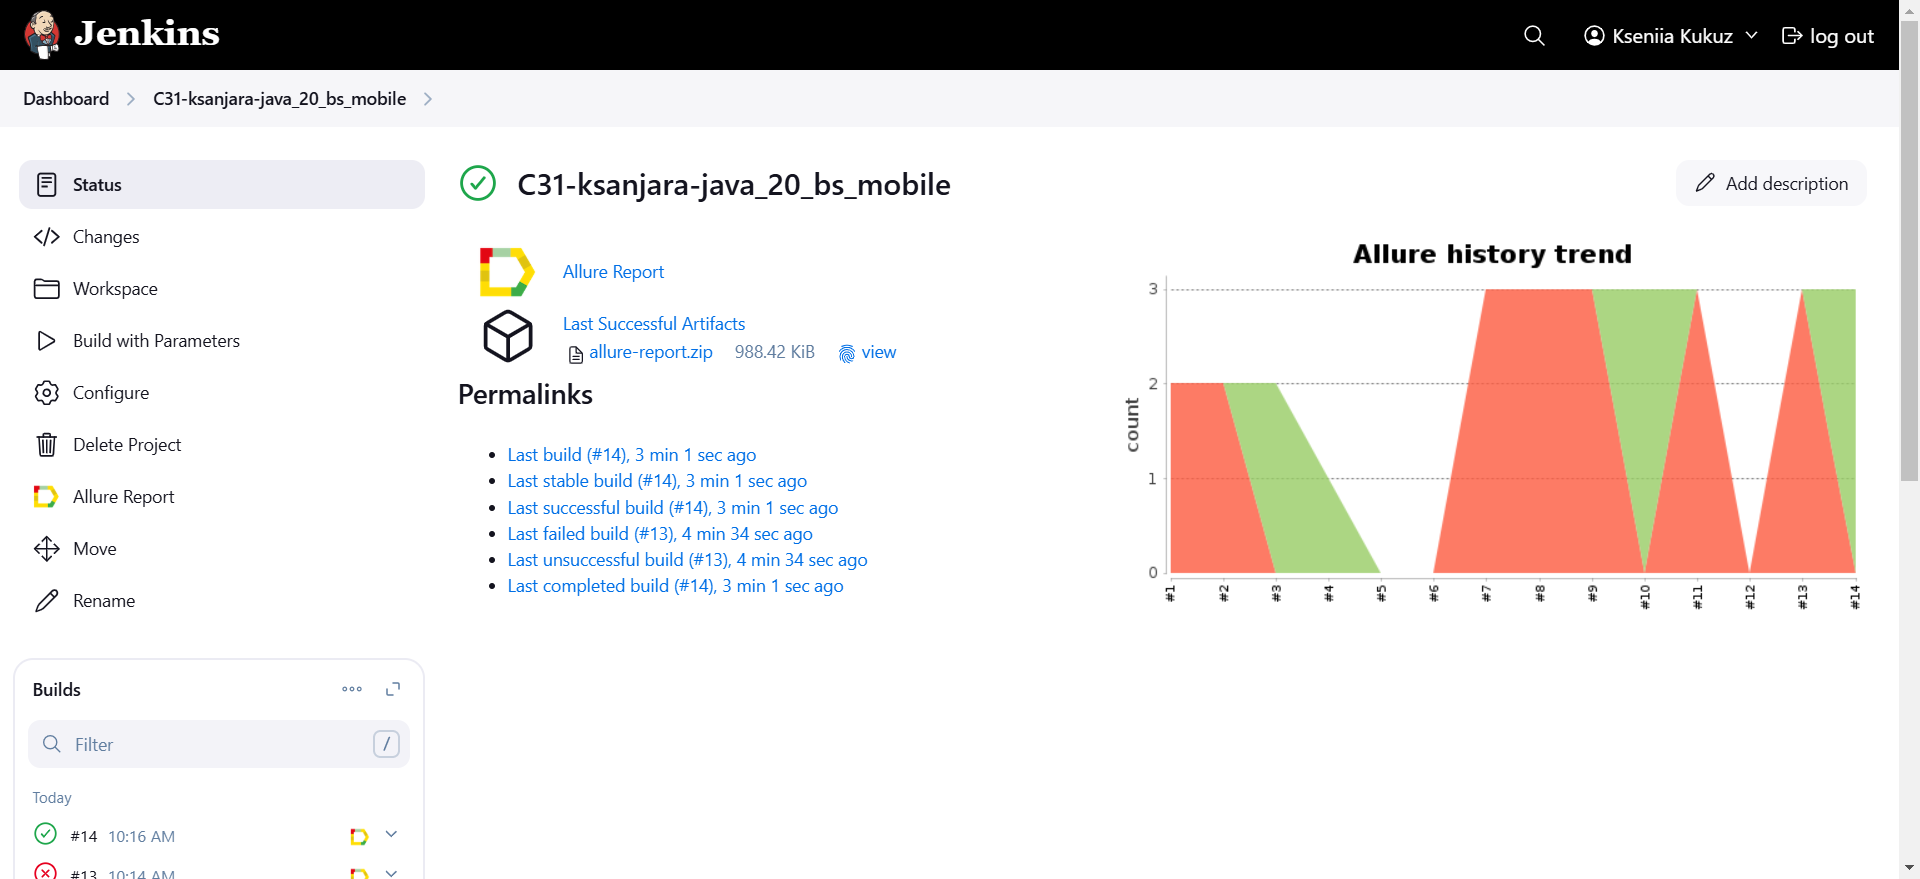 Jenkins
Kseniia Kukuz
log out
Dashboard
C31-ksanjara-java_20_bs_mobile
Status
Changes
Workspace
Build with Parameters
Configure
Delete Project
Allure Report
Move
Rename
Builds
Filter
/
Today
#14 10:16 AM
#13 10:14 AM
C31-ksanjara-java_20_bs_mobile
Add description
Allure Report
Last Successful Artifacts
allure-report.zip 988.42 KiB view
Permalinks
Last build (#14), 3 min 1 sec ago
Last stable build (#14), 3 min 1 sec ago
Last successful build (#14), 3 min 1 sec ago
Last failed build (#13), 4 min 34 sec ago
Last unsuccessful build (#13), 4 min 34 sec ago
Last completed build (#14), 3 min 1 sec ago
Allure history trend
count
3
2
1
0
#1 #2 #3 #4 #5 #6 #7 #8 #9 #10 #11 #12 #13 #14